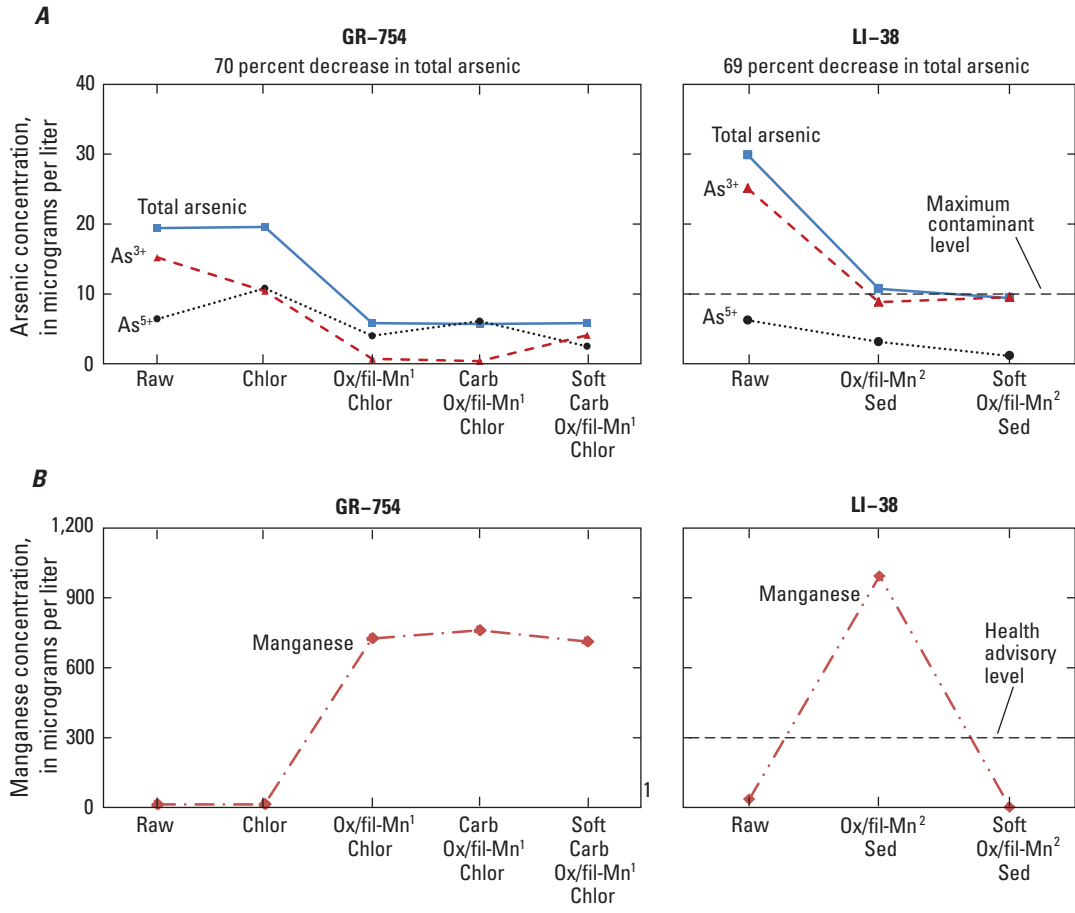 A
GR–754
70 percent decrease in total arsenic
LI–38
69 percent decrease in total arsenic
Arsenic concentration,
in micrograms per liter
40
30
20
10
0
Total arsenic
As³⁺
As⁵⁺
Raw
Chlor
Ox/fil-Mn¹
Chlor
Carb
Ox/fil-Mn¹
Chlor
Soft
Carb
Ox/fil-Mn¹
Chlor
Total arsenic
As³⁺
Maximum
contaminant
level
As⁵⁺
Raw
Ox/fil-Mn²
Sed
Soft
Ox/fil-Mn²
Sed
B
GR–754
LI–38
Manganese concentration,
in micrograms per liter
1,200
900
600
300
0
Manganese
1
Raw
Chlor
Ox/fil-Mn¹
Chlor
Carb
Ox/fil-Mn¹
Chlor
Soft
Carb
Ox/fil-Mn¹
Chlor
Manganese
Health
advisory
level
Raw
Ox/fil-Mn²
Sed
Soft
Ox/fil-Mn²
Sed